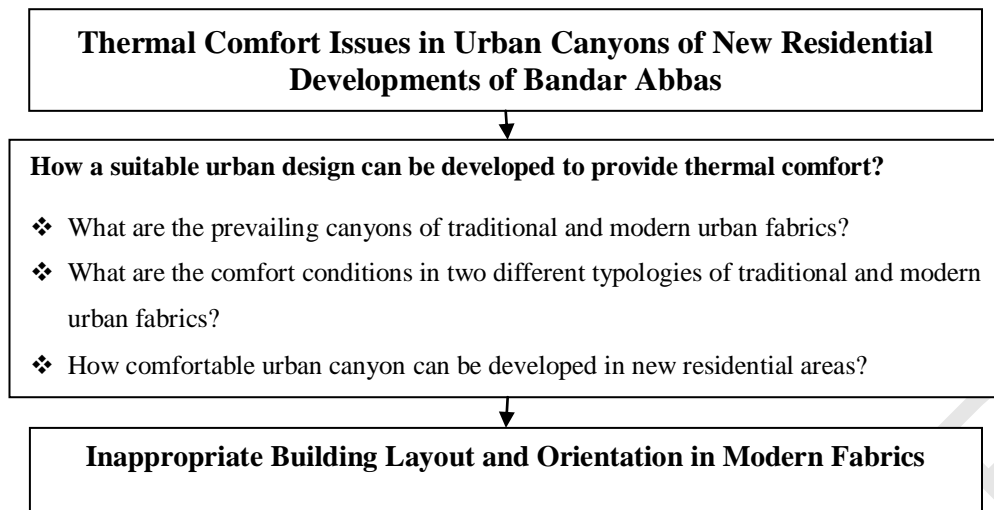 Thermal Comfort Issues in Urban Canyons of New Residential
Developments of Bandar Abbas
How a suitable urban design can be developed to provide thermal comfort?
❖ What are the prevailing canyons of traditional and modern urban fabrics?
❖ What are the comfort conditions in two different typologies of traditional and modern
urban fabrics?
❖ How comfortable urban canyon can be developed in new residential areas?
Inappropriate Building Layout and Orientation in Modern Fabrics